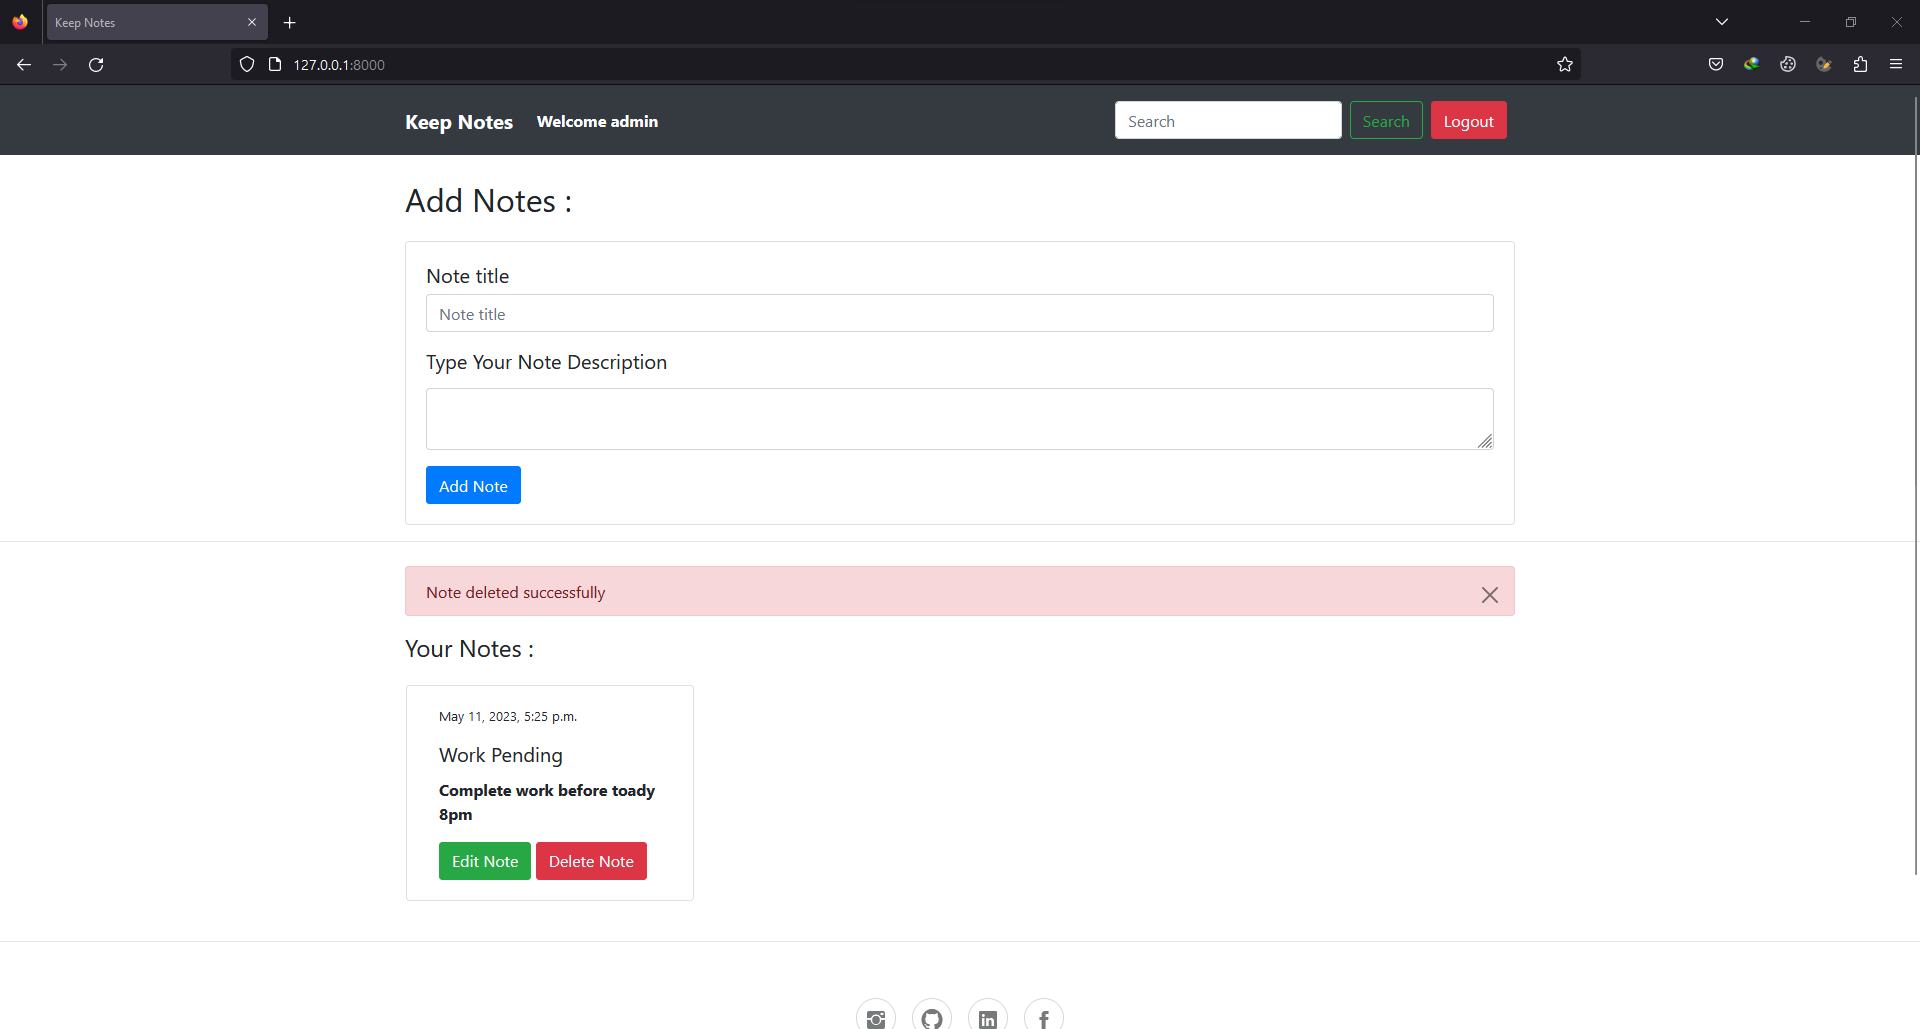 Keep Notes
127.0.0.1:8000
Keep Notes
Welcome admin
Search
Search
Logout
Add Notes :
Note title
Note title
Type Your Note Description
Add Note
Note deleted successfully
Your Notes :
May 11, 2023, 5:25 p.m.
Work Pending
Complete work before toady
8pm
Edit Note
Delete Note